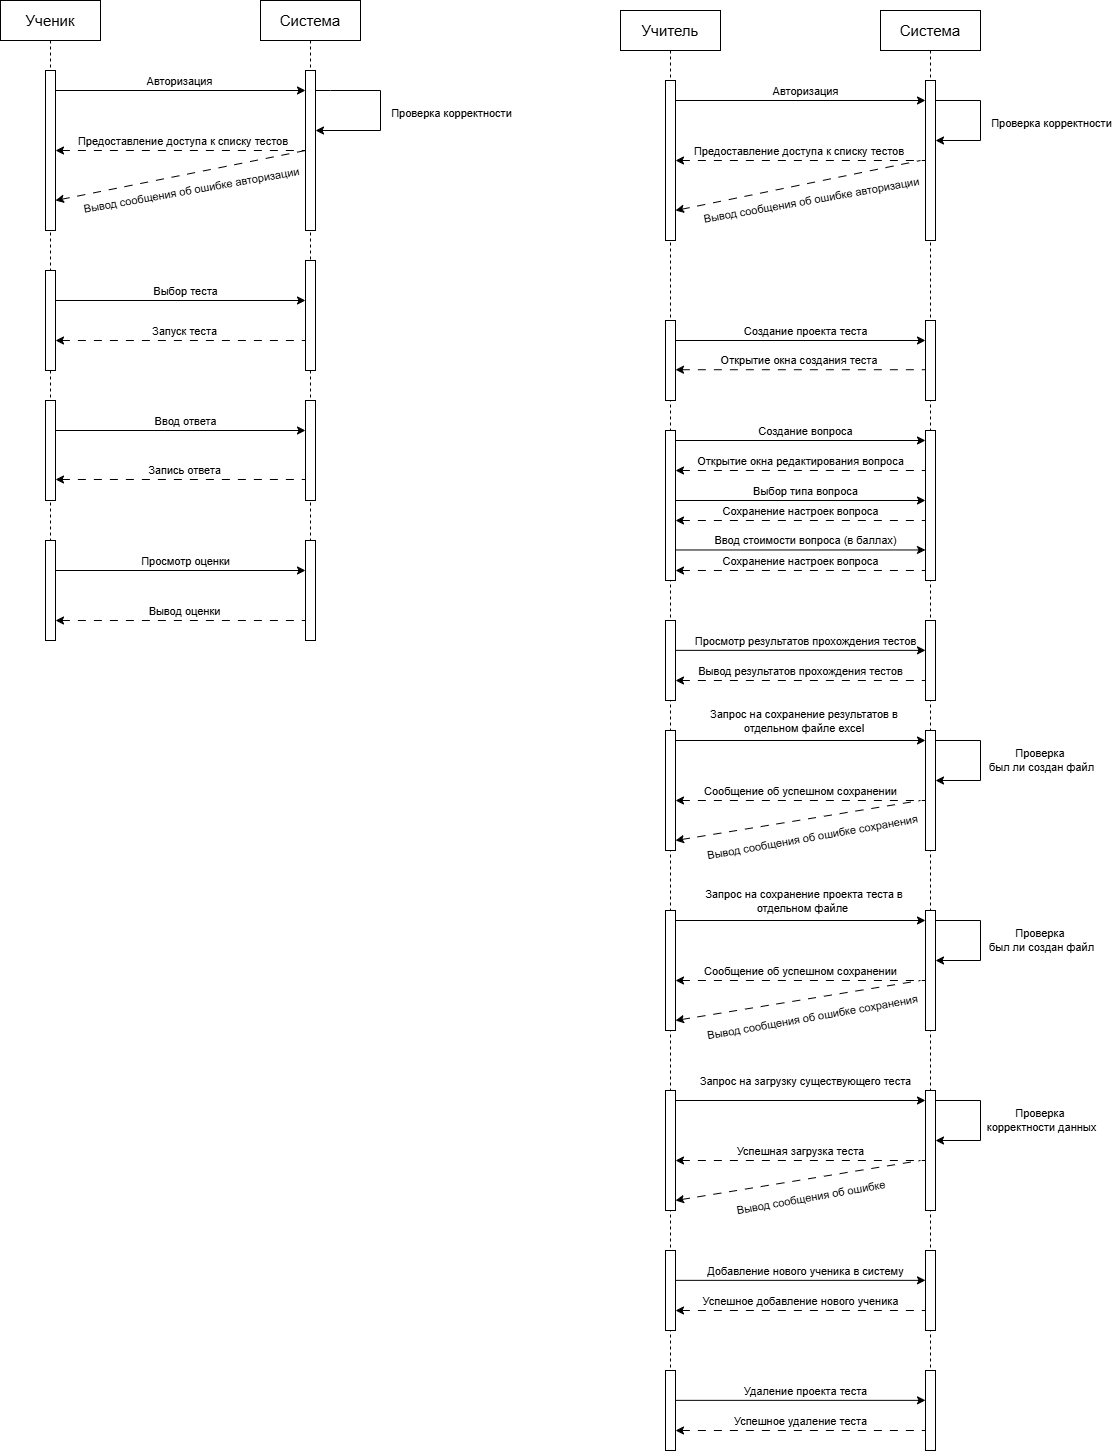 Ученик
Система
Авторизация
Проверка корректности
Предоставление доступа к списку тестов
Вывод сообщения об ошибке авторизации
Выбор теста
Запуск теста
Ввод ответа
Запись ответа
Просмотр оценки
Вывод оценки
Учитель
Система
Авторизация
Проверка корректности
Предоставление доступа к списку тестов
Вывод сообщения об ошибке авторизации
Создание проекта теста
Открытие окна создания теста
Создание вопроса
Открытие окна редактирования вопроса
Выбор типа вопроса
Сохранение настроек вопроса
Ввод стоимости вопроса (в баллах)
Сохранение настроек вопроса
Просмотр результатов прохождения тестов
Вывод результатов прохождения тестов
Запрос на сохранение результатов в
отдельном файле excel
Проверка
был ли создан файл
Сообщение об успешном сохранении
Вывод сообщения об ошибке сохранения
Запрос на сохранение проекта теста в
отдельном файле
Проверка
был ли создан файл
Сообщение об успешном сохранении
Вывод сообщения об ошибке сохранения
Запрос на загрузку существующего теста
Проверка
корректности данных
Успешная загрузка теста
Вывод сообщения об ошибке
Добавление нового ученика в систему
Успешное добавление нового ученика
Удаление проекта теста
Успешное удаление теста